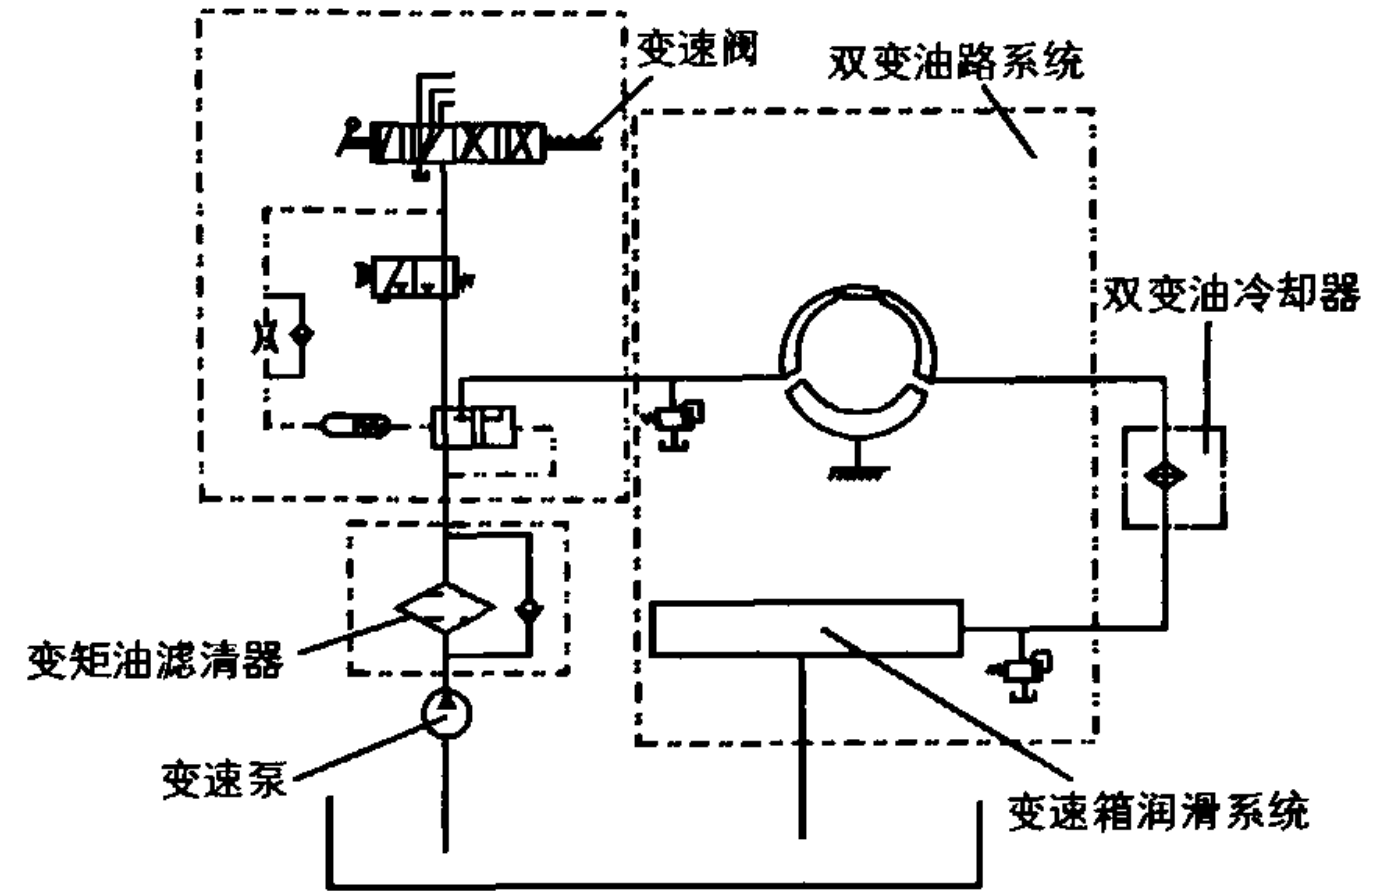 变速阀
双变油路系统
双变油冷却器
变矩油滤清器
变速泵
变速箱润滑系统